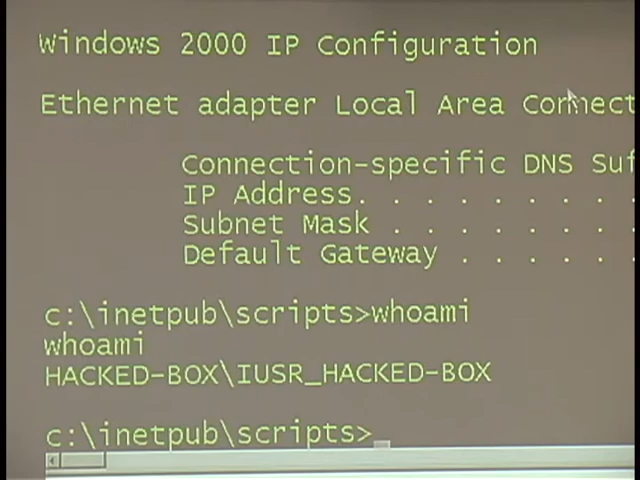 Windows 2000 IP Configuration
Ethernet adapter Local Area Connect
Connection-specific DNS Suf
IP Address. . . . . . . . .
Subnet Mask . . . . . . . .
Default Gateway . . . . . .
c:\inetpub\scripts>whoami
whoami
HACKED-BOX\IUSR_HACKED-BOX
c:\inetpub\scripts>